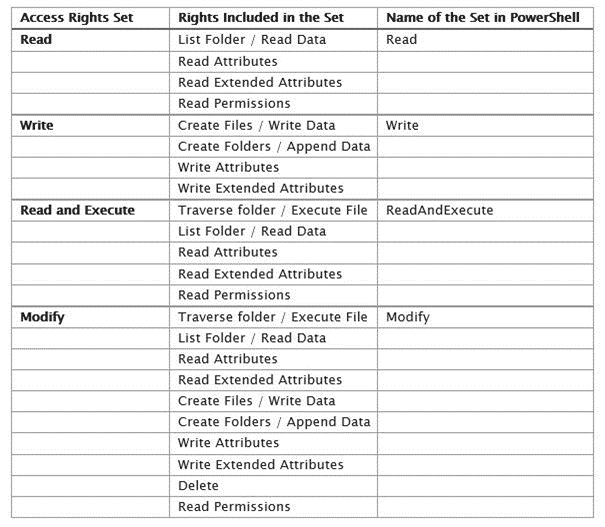 Access Rights Set Rights Included in the Set Name of the Set in PowerShell
Read List Folder / Read Data Read
Read Attributes
Read Extended Attributes
Read Permissions
Write Create Files / Write Data Write
Create Folders / Append Data
Write Attributes
Write Extended Attributes
Read and Execute Traverse folder / Execute File ReadAndExecute
List Folder / Read Data
Read Attributes
Read Extended Attributes
Read Permissions
Modify Traverse folder / Execute File Modify
List Folder / Read Data
Read Attributes
Read Extended Attributes
Create Files / Write Data
Create Folders / Append Data
Write Attributes
Write Extended Attributes
Delete
Read Permissions